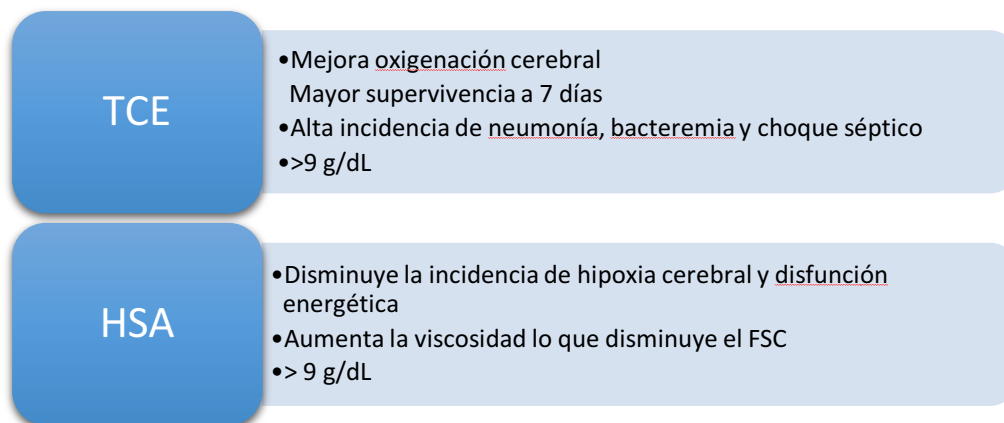 TCE
•Mejora oxigenación cerebral
Mayor supervivencia a 7 días
•Alta incidencia de neumonía, bacteremia y choque séptico
•>9 g/dL
HSA
•Disminuye la incidencia de hipoxia cerebral y disfunción
energética
•Aumenta la viscosidad lo que disminuye el FSC
•> 9 g/dL